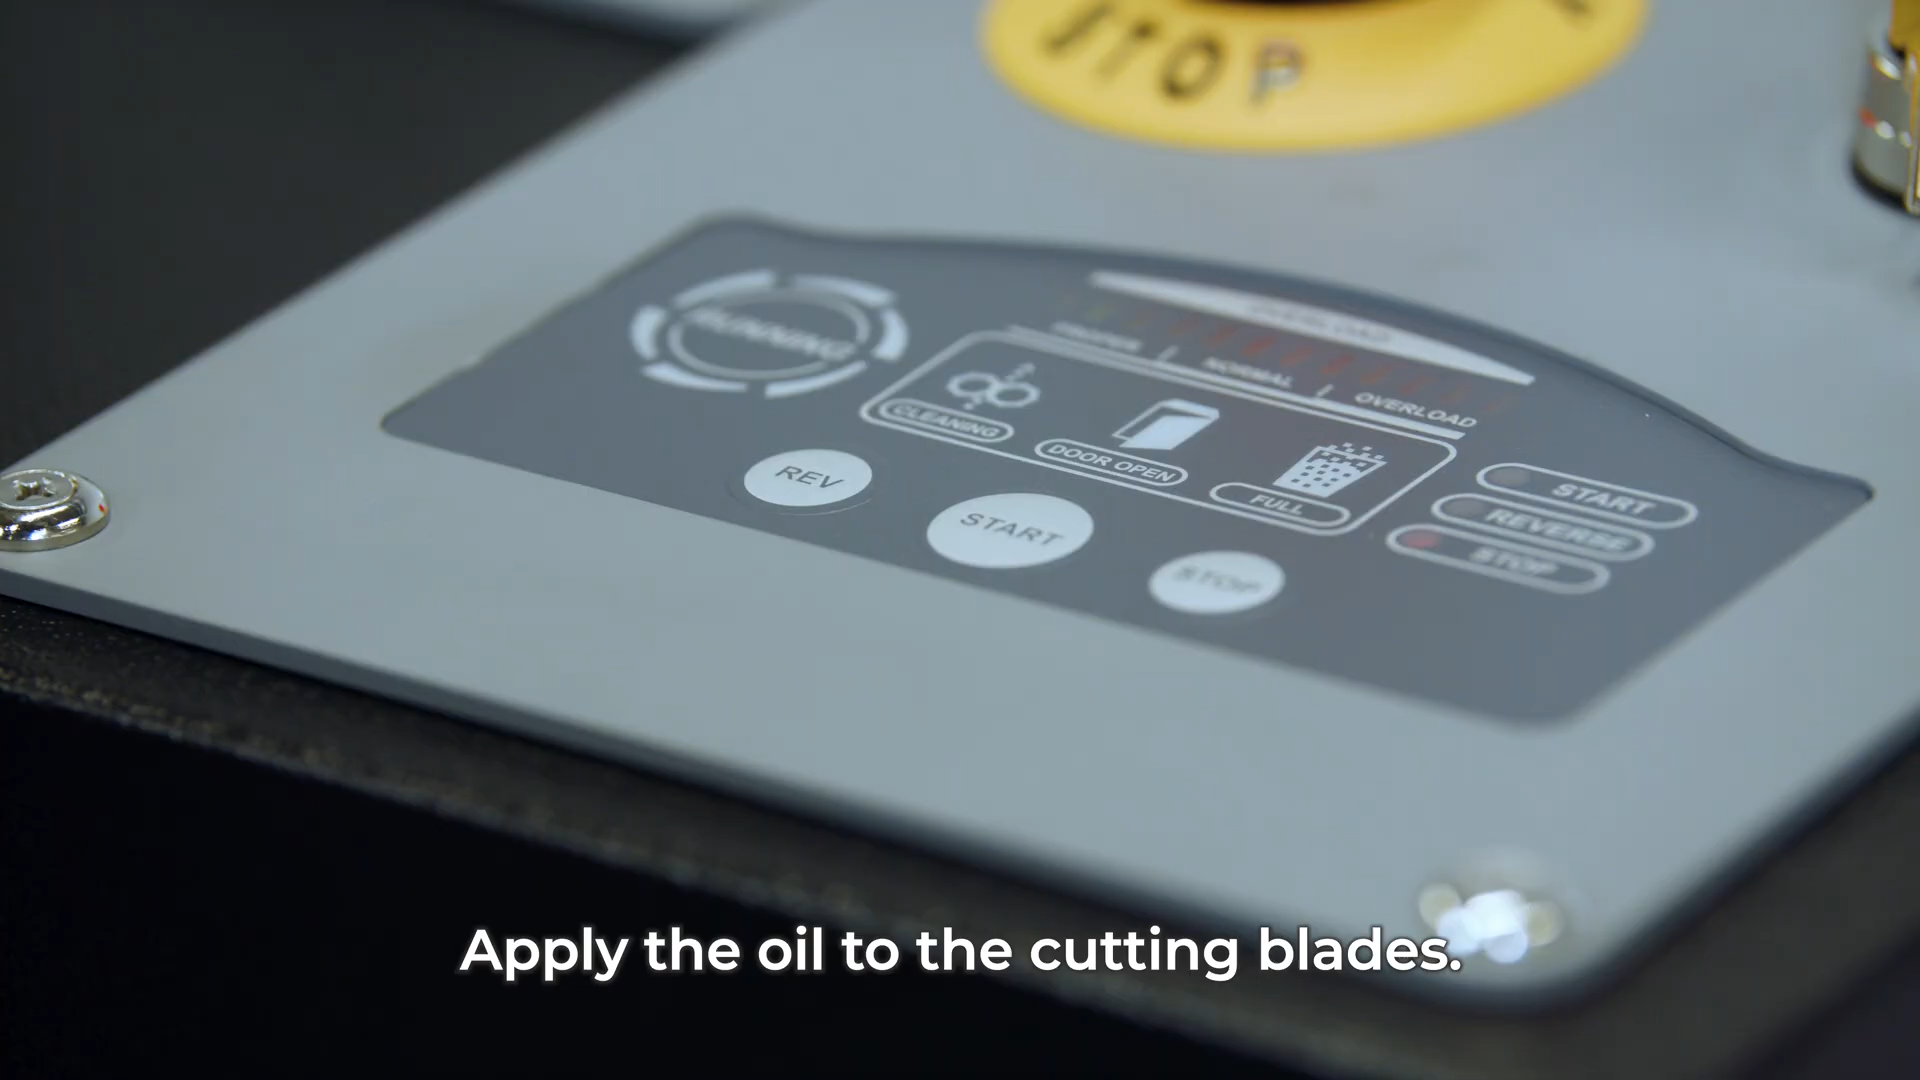 STOP
RUNNING
OVERLOAD
NORMAL
OVERLOAD
CLEANING
DOOR OPEN
FULL
REV
START
STOP
START
REVERSE
STOP
Apply the oil to the cutting blades.